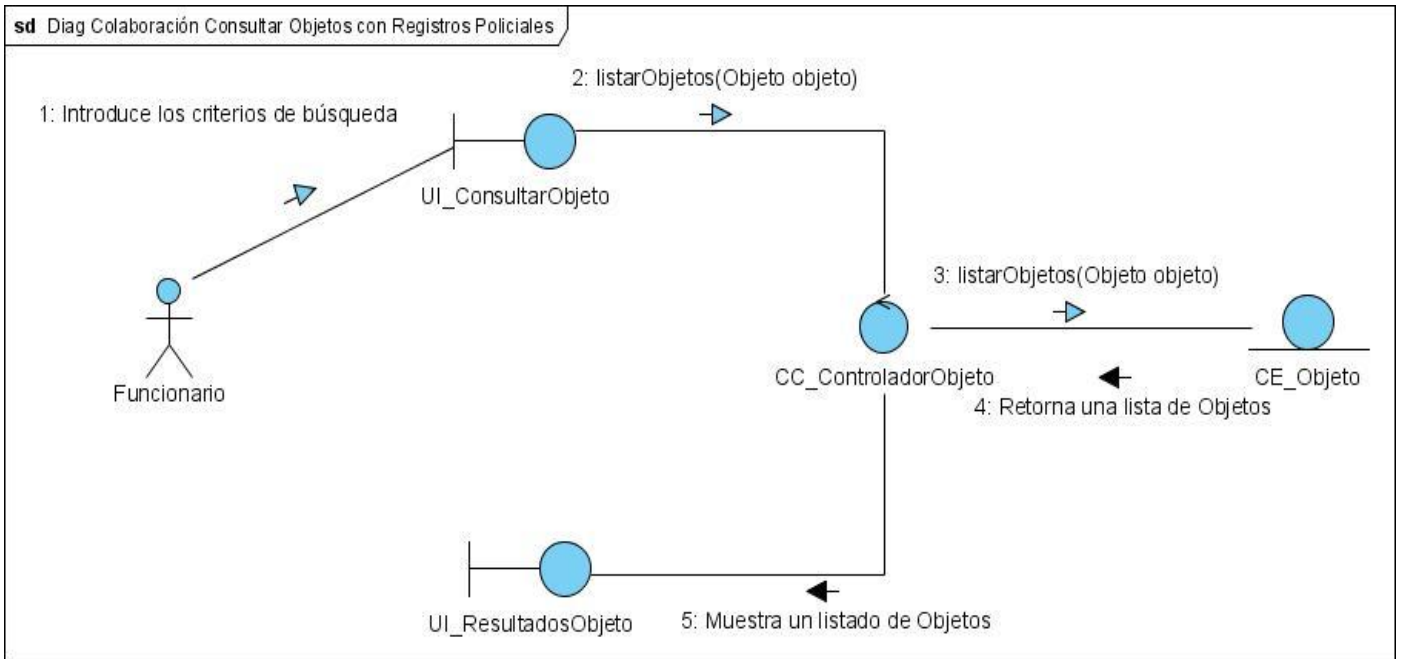 sd Diag Colaboración Consultar Objetos con Registros Policiales
2: listarObjetos(Objeto objeto)
1: Introduce los criterios de búsqueda
UI_ConsultarObjeto
3: listarObjetos(Objeto objeto)
CC_ControladorObjeto
CE_Objeto
Funcionario
4: Retorna una lista de Objetos
UI_ResultadosObjeto
5: Muestra un listado de Objetos